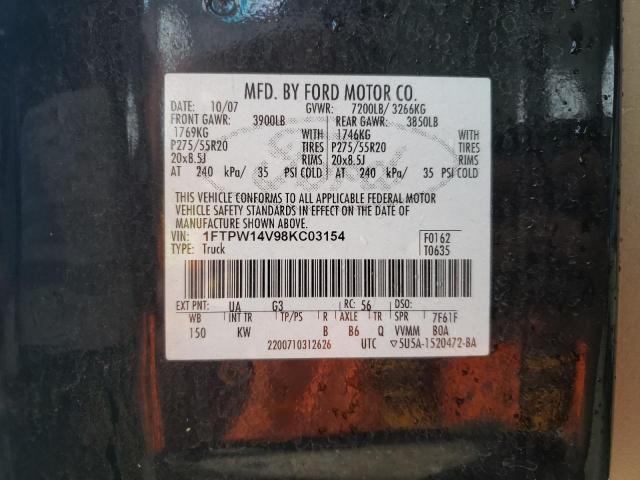 MFD. BY FORD MOTOR CO.
DATE: 10/07 GVWR: 7200LB/ 3266KG
FRONT GAWR: 3900LB REAR GAWR: 3850LB
1769KG WITH 1746KG WITH
P275/55R20 TIRES P275/55R20 TIRES
20x8.5J RIMS 20x8.5J RIMS
AT 240 kPa/ 35 PSI COLD AT 240 kPa/ 35 PSI COLD
THIS VEHICLE CONFORMS TO ALL APPLICABLE FEDERAL MOTOR
VEHICLE SAFETY STANDARDS IN EFFECT ON THE DATE OF
MANUFACTURE SHOWN ABOVE.
VIN: 1FTPW14V98KC03154 F0162
TYPE: Truck T0635
EXT PNT: UA G3 RC: 56 DSO:
WB INT TR TP/PS R AXLE TR SPR 7F61F
150 KW B B6 Q VVMM BOA
2200710312626 UTC ▽5U5A-1520472-BA
Ford